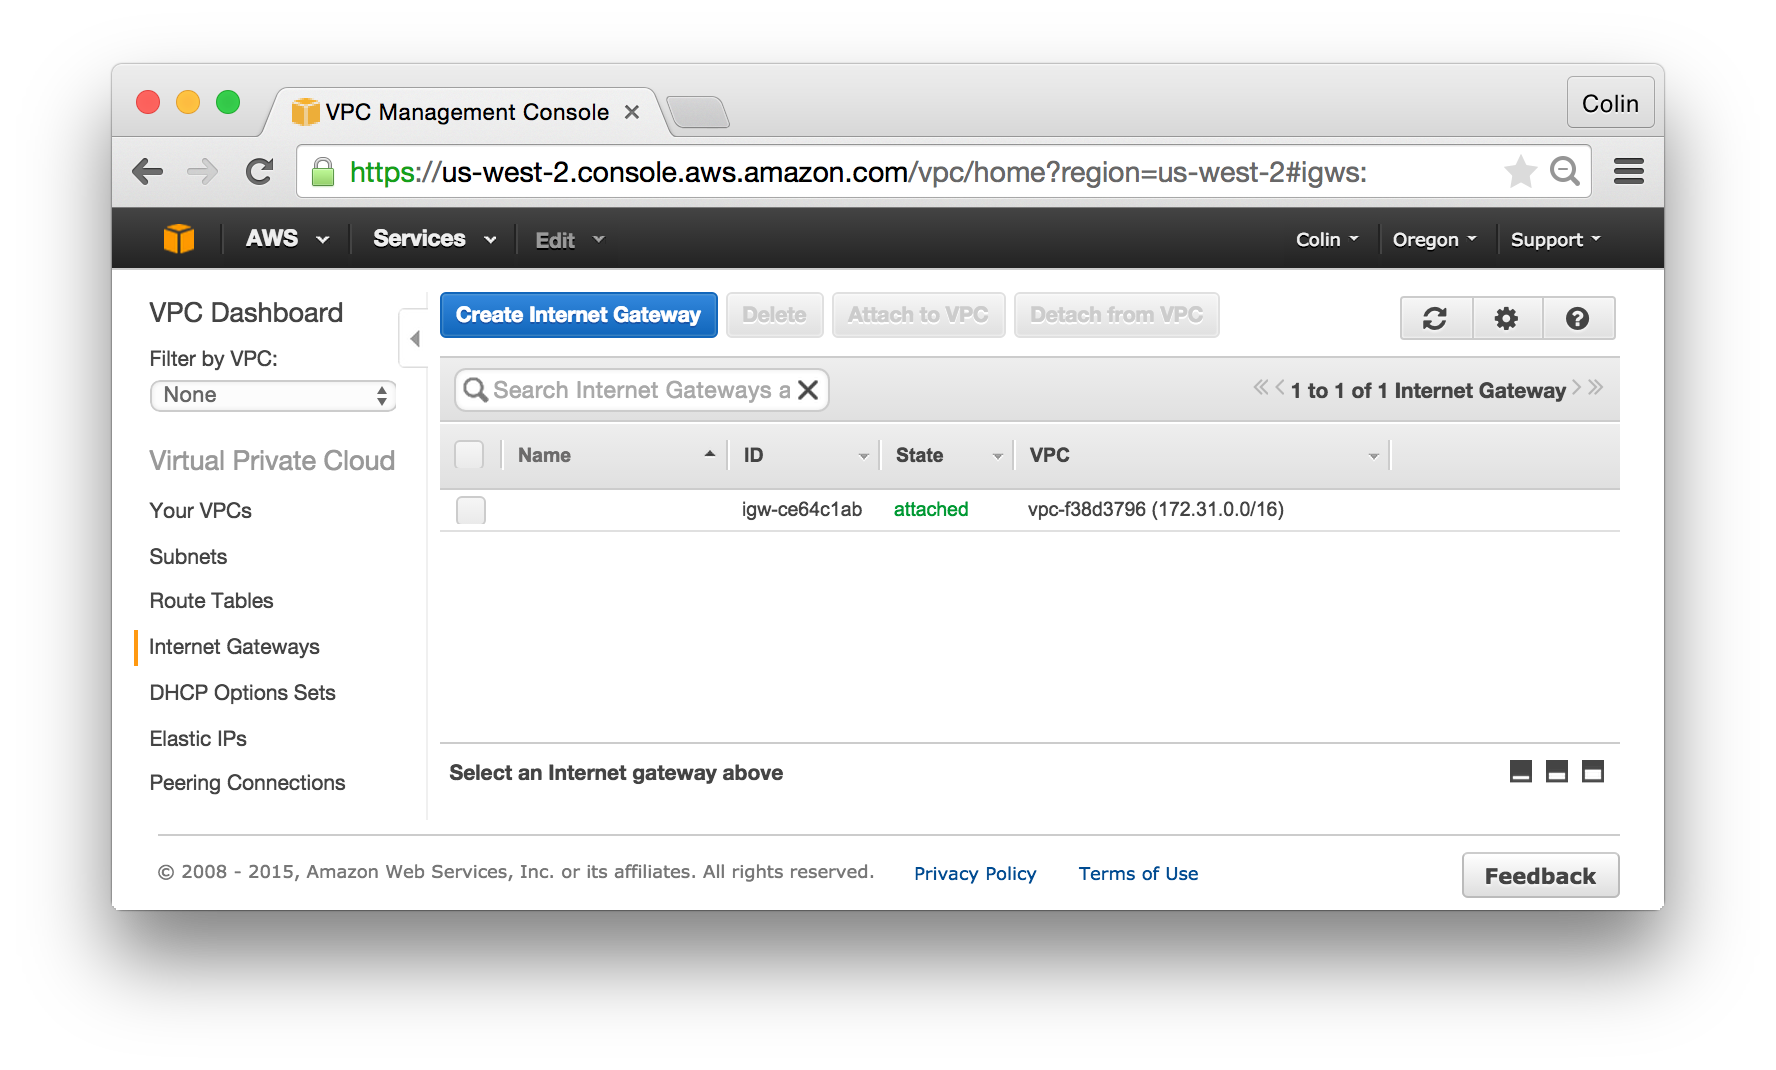 VPC Management Console
Colin
https://us-west-2.console.aws.amazon.com/vpc/home?region=us-west-2#igws:
AWS Services Edit Colin Oregon Support
VPC Dashboard
Filter by VPC:
None
Virtual Private Cloud
Your VPCs
Subnets
Route Tables
Internet Gateways
DHCP Options Sets
Elastic IPs
Peering Connections
Create Internet Gateway Delete Attach to VPC Detach from VPC
Search Internet Gateways a
1 to 1 of 1 Internet Gateway
Name ID State VPC
igw-ce64c1ab attached vpc-f38d3796 (172.31.0.0/16)
Select an Internet gateway above
© 2008 - 2015, Amazon Web Services, Inc. or its affiliates. All rights reserved. Privacy Policy Terms of Use
Feedback